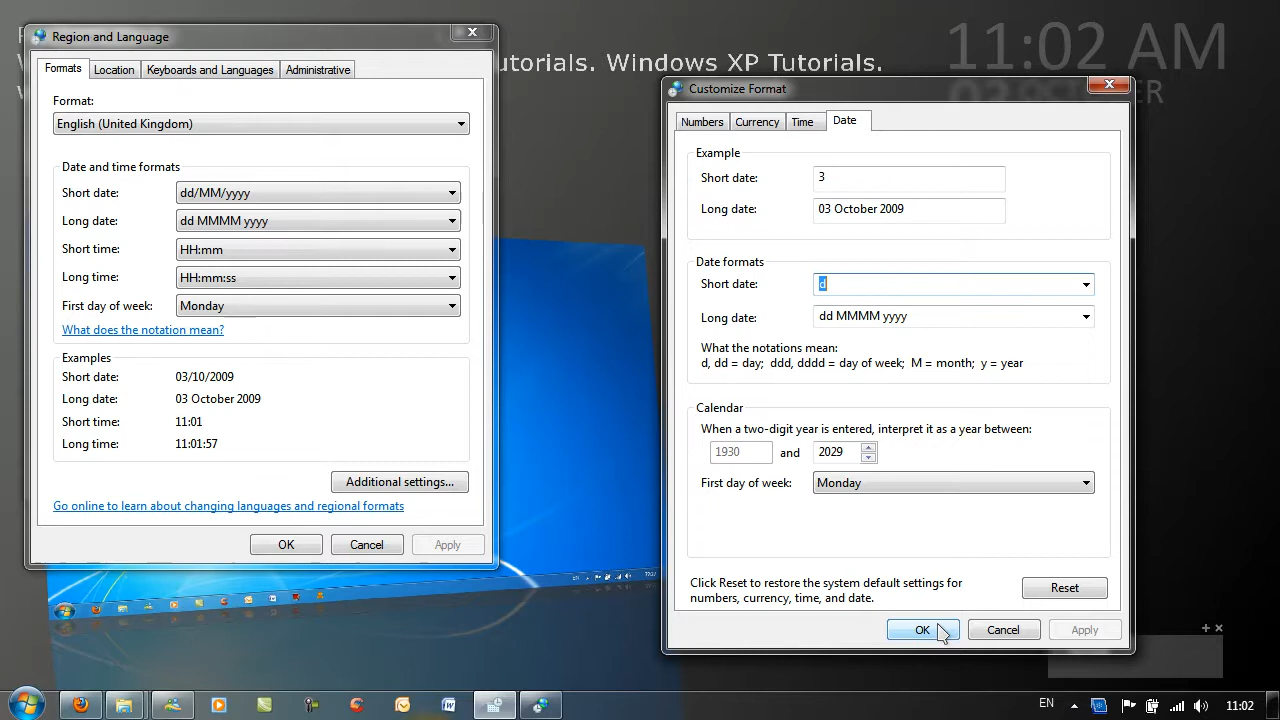 utorials. Windows XP Tutorials.
11:02 AM
Region and Language
Formats
Location
Keyboards and Languages
Administrative
Format:
English (United Kingdom)
Date and time formats
Short date:
dd/MM/yyyy
Long date:
dd MMMM yyyy
Short time:
HH:mm
Long time:
HH:mm:ss
First day of week:
Monday
What does the notation mean?
Examples
Short date:
03/10/2009
Long date:
03 October 2009
Short time:
11:01
Long time:
11:01:57
Additional settings...
Go online to learn about changing languages and regional formats
OK
Cancel
Apply
Customize Format
Numbers
Currency
Time
Date
Example
Short date:
3
Long date:
03 October 2009
Date formats
Short date:
d
Long date:
dd MMMM yyyy
What the notations mean:
d, dd = day; ddd, dddd = day of week; M = month; y = year
Calendar
When a two-digit year is entered, interpret it as a year between:
1930
and
2029
First day of week:
Monday
Click Reset to restore the system default settings for
numbers, currency, time, and date.
Reset
OK
Cancel
Apply
EN
11:02